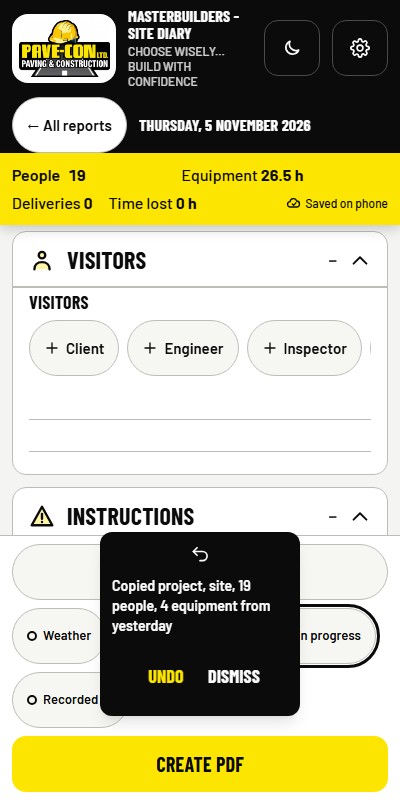 PAVE-CON LTD.
PAVING & CONSTRUCTION
MASTERBUILDERS -
SITE DIARY
CHOOSE WISELY...
BUILD WITH
CONFIDENCE
← All reports
THURSDAY, 5 NOVEMBER 2026
People 19
Equipment 26.5 h
Deliveries 0
Time lost 0 h
Saved on phone
VISITORS
–
VISITORS
+ Client
+ Engineer
+ Inspector
INSTRUCTIONS
–
Copied project, site, 19
people, 4 equipment from
yesterday
UNDO
DISMISS
Weather
n progress
Recorded
CREATE PDF